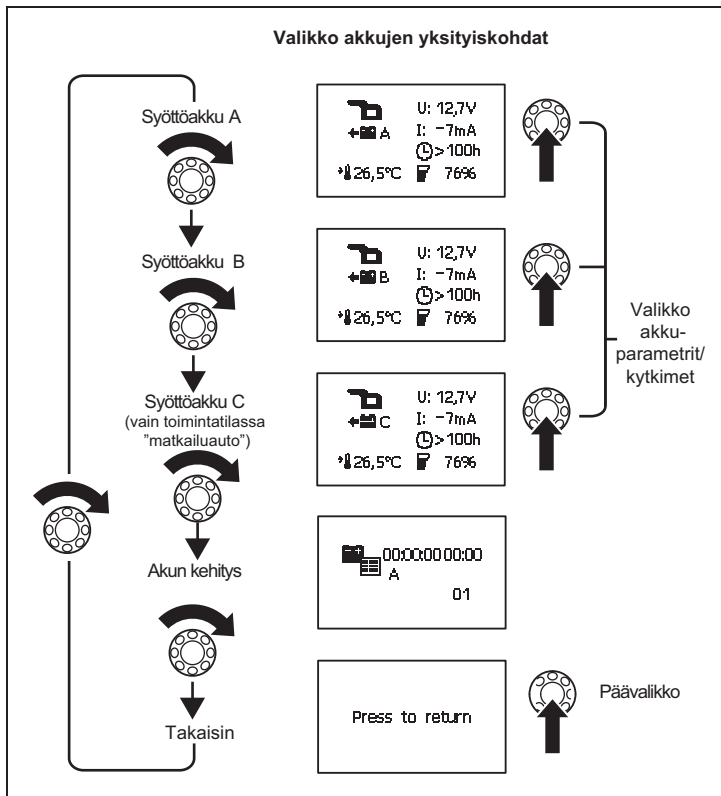 Valikko akkujen yksityiskohdat
Syöttöakku A
U: 12,7V
A
I: -7mA
>100h
26,5°C
76%
Syöttöakku B
U: 12,7V
B
I: -7mA
>100h
26,5°C
76%
Valikko
akku-
parametrit/
kytkimet
Syöttöakku C
(vain toimintatilassa
”matkailuauto”)
U: 12,7V
C
I: -7mA
>100h
26,5°C
76%
Akun kehitys
00:00:00 00:00
A
01
Takaisin
Press to return
Päävalikko